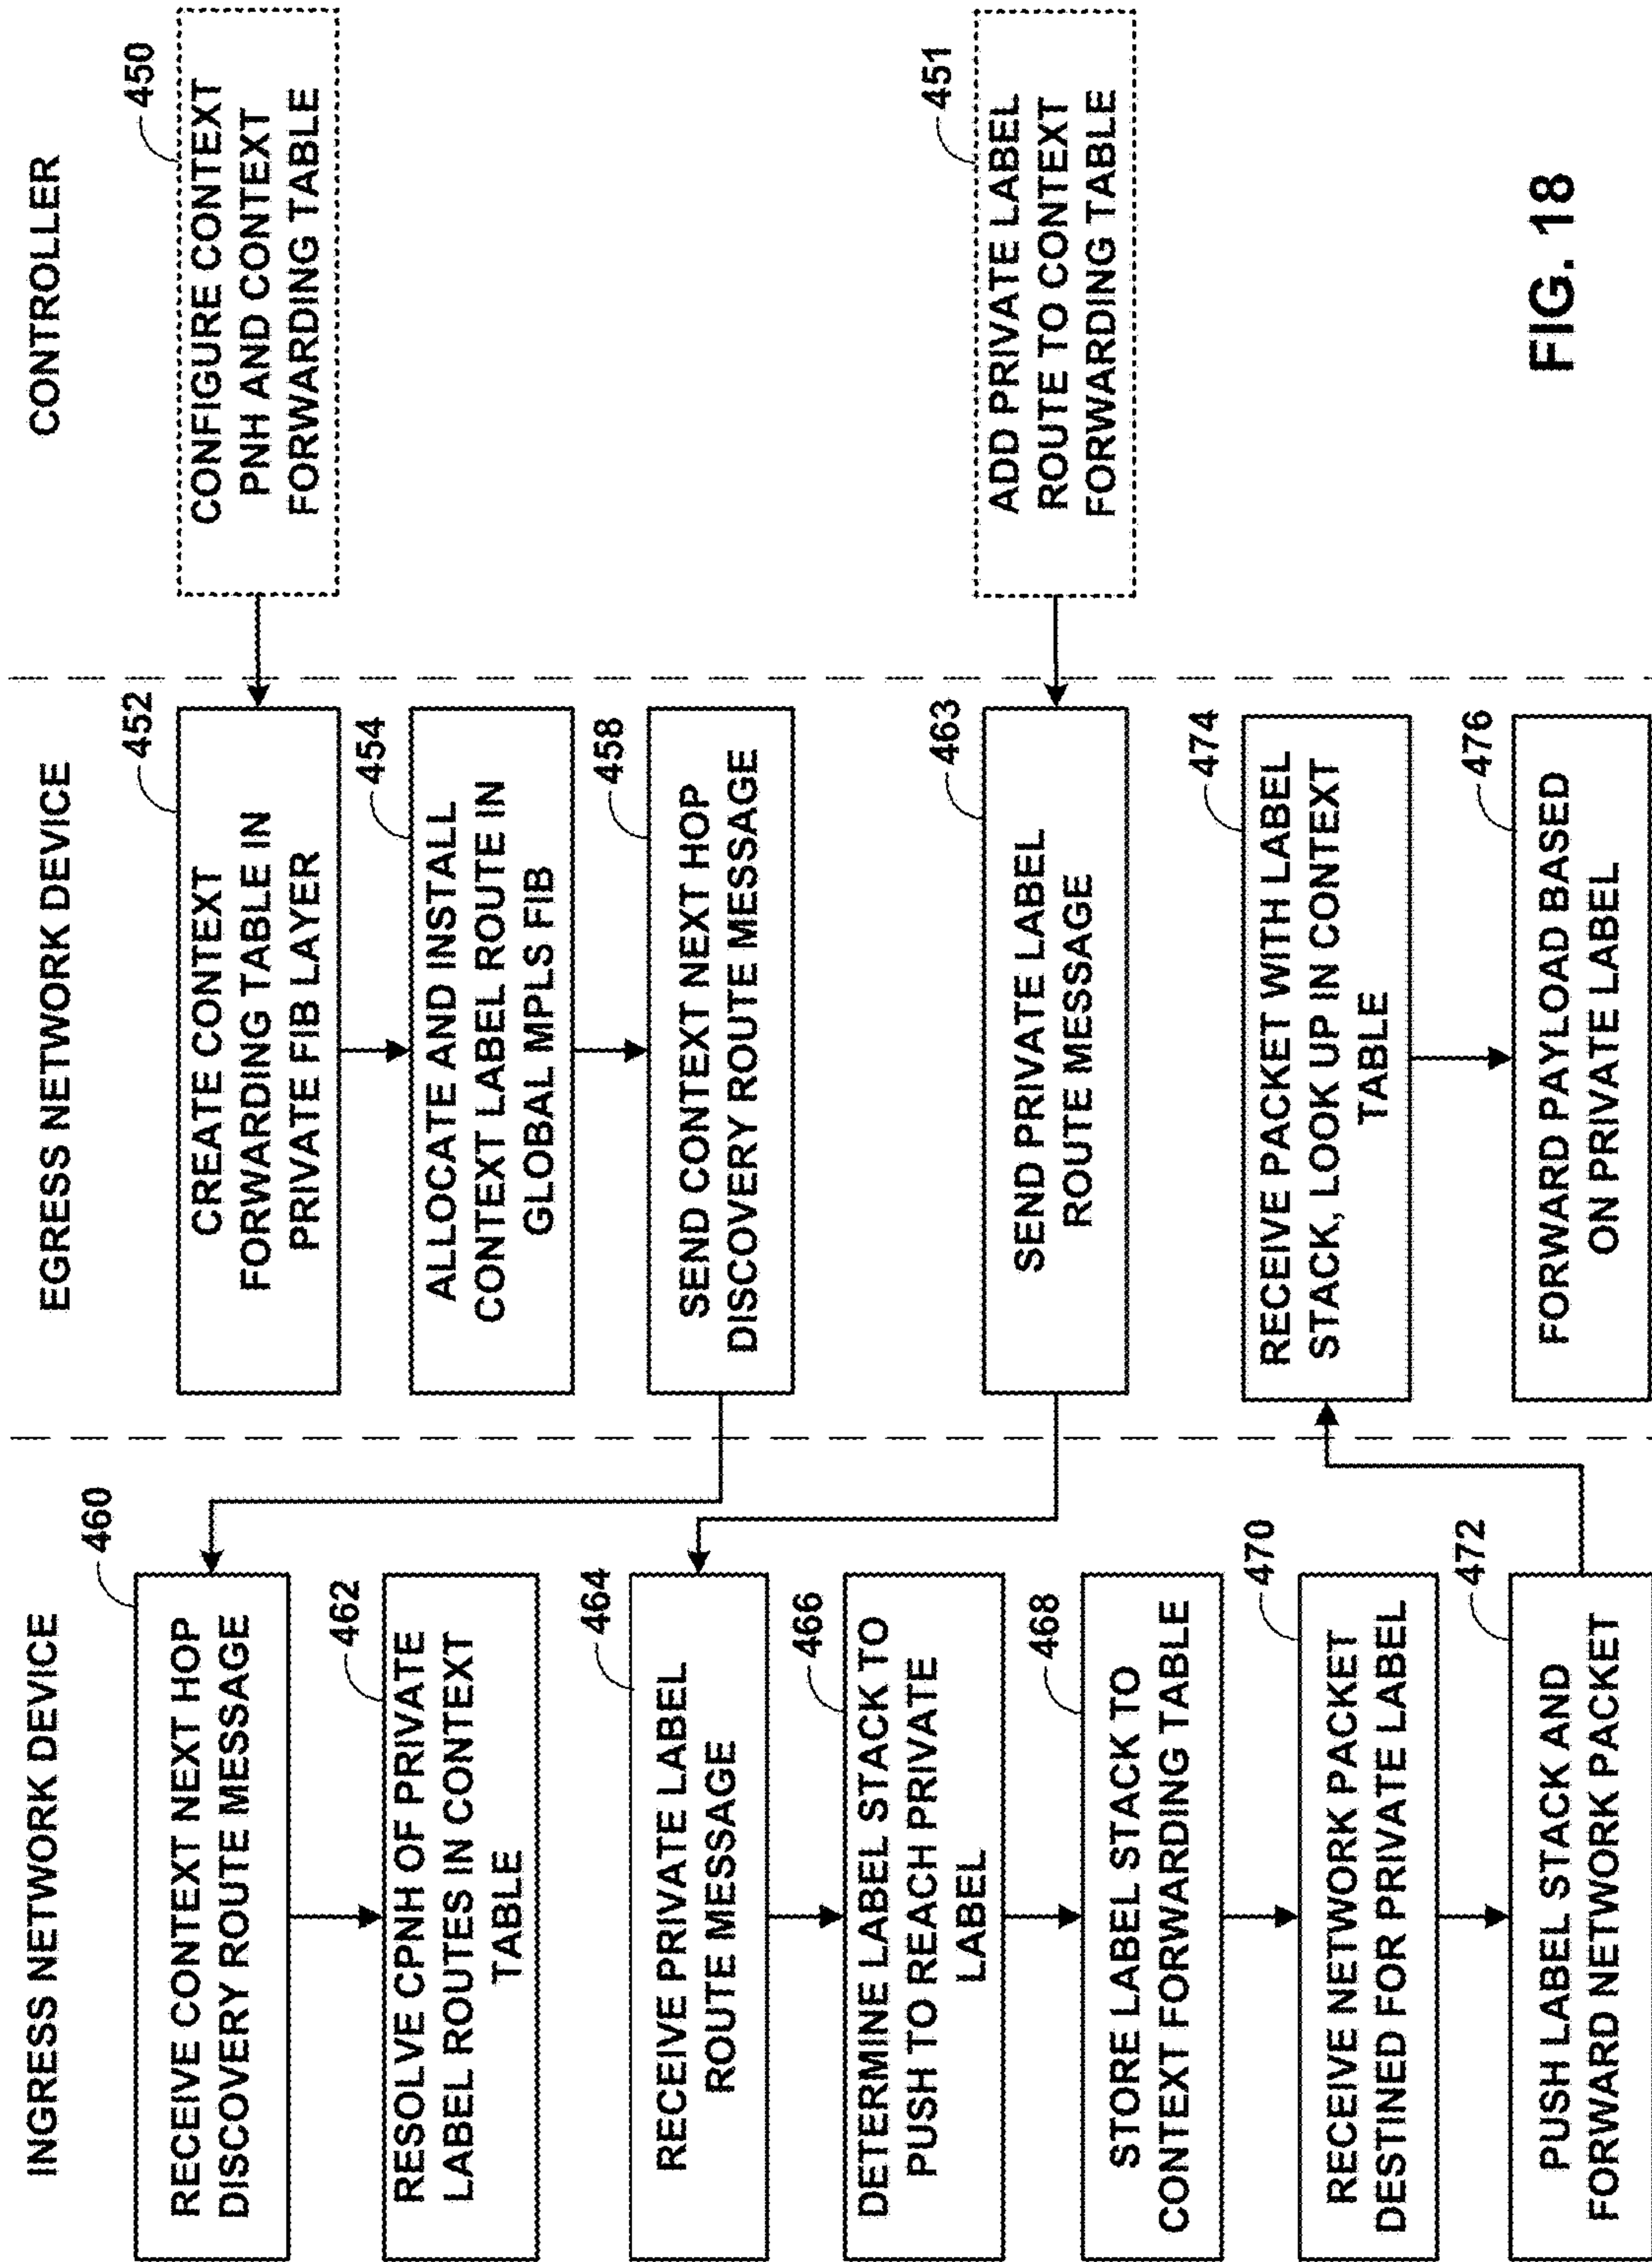 INGRESS NETWORK DEVICE
EGRESS NETWORK DEVICE
CONTROLLER
450
CONFIGURE CONTEXT
PNH AND CONTEXT
FORWARDING TABLE
452
CREATE CONTEXT
FORWARDING TABLE IN
PRIVATE FIB LAYER
454
ALLOCATE AND INSTALL
CONTEXT LABEL ROUTE IN
GLOBAL MPLS FIB
458
SEND CONTEXT NEXT HOP
DISCOVERY ROUTE MESSAGE
460
RECEIVE CONTEXT NEXT HOP
DISCOVERY ROUTE MESSAGE
462
RESOLVE CPNH OF PRIVATE
LABEL ROUTES IN CONTEXT
TABLE
451
ADD PRIVATE LABEL
ROUTE TO CONTEXT
FORWARDING TABLE
463
SEND PRIVATE LABEL
ROUTE MESSAGE
464
RECEIVE PRIVATE LABEL
ROUTE MESSAGE
466
DETERMINE LABEL STACK TO
PUSH TO REACH PRIVATE
LABEL
468
STORE LABEL STACK TO
CONTEXT FORWARDING TABLE
470
RECEIVE NETWORK PACKET
DESTINED FOR PRIVATE LABEL
472
PUSH LABEL STACK AND
FORWARD NETWORK PACKET
474
RECEIVE PACKET WITH LABEL
STACK, LOOK UP IN CONTEXT
TABLE
476
FORWARD PAYLOAD BASED
ON PRIVATE LABEL
FIG. 18